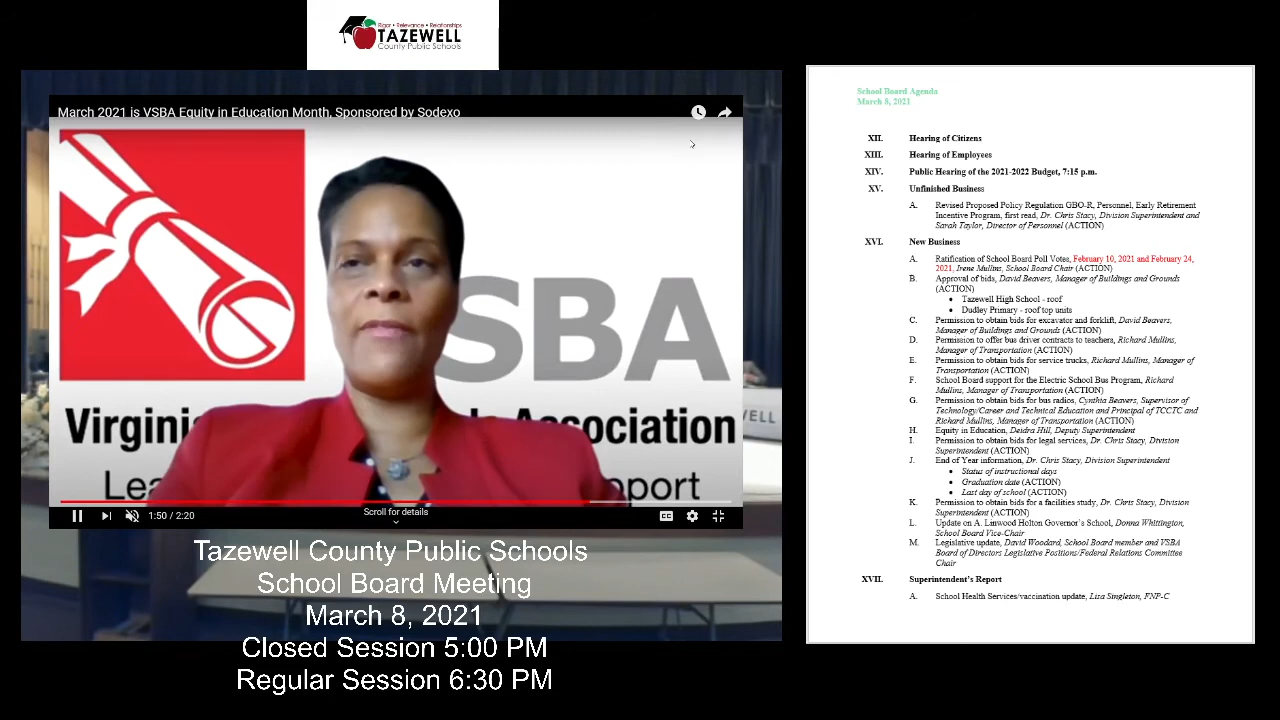 Rigor • Relevance • Relationships
TAZEWELL
County Public Schools
March 2021 is VSBA Equity in Education Month, Sponsored by Sodexo
SBA
Virgini Association
Lea port
WELL
1:50 / 2:20
Scroll for details
CC
Tazewell County Public Schools
School Board Meeting
March 8, 2021
Closed Session 5:00 PM
Regular Session 6:30 PM
School Board Agenda
March 8, 2021
XII. Hearing of Citizens
XIII. Hearing of Employees
XIV. Public Hearing of the 2021-2022 Budget, 7:15 p.m.
XV. Unfinished Business
A. Revised Proposed Policy Regulation GBO-R, Personnel, Early Retirement
Incentive Program, first read, Dr. Chris Stacy, Division Superintendent and
Sarah Taylor, Director of Personnel (ACTION)
XVI. New Business
A. Ratification of School Board Poll Votes, February 10, 2021 and February 24,
2021, Irene Mullins, School Board Chair (ACTION)
B. Approval of bids, David Beavers, Manager of Buildings and Grounds
(ACTION)
• Tazewell High School - roof
• Dudley Primary - roof top units
C. Permission to obtain bids for excavator and forklift, David Beavers,
Manager of Buildings and Grounds (ACTION)
D. Permission to offer bus driver contracts to teachers, Richard Mullins,
Manager of Transportation (ACTION)
E. Permission to obtain bids for service trucks, Richard Mullins, Manager of
Transportation (ACTION)
F. School Board support for the Electric School Bus Program, Richard
Mullins, Manager of Transportation (ACTION)
G. Permission to obtain bids for bus radios, Cynthia Beavers, Supervisor of
Technology/Career and Technical Education and Principal of TCCTC and
Richard Mullins, Manager of Transportation (ACTION)
H. Equity in Education, Deidra Hill, Deputy Superintendent
I. Permission to obtain bids for legal services, Dr. Chris Stacy, Division
Superintendent (ACTION)
J. End of Year information, Dr. Chris Stacy, Division Superintendent
• Status of instructional days
• Graduation date (ACTION)
• Last day of school (ACTION)
K. Permission to obtain bids for a facilities study, Dr. Chris Stacy, Division
Superintendent (ACTION)
L. Update on A. Linwood Holton Governor's School, Donna Whittington,
School Board Vice-Chair
M. Legislative update, David Woodard, School Board member and VSBA
Board of Directors Legislative Positions/Federal Relations Committee
Chair
XVII. Superintendent's Report
A. School Health Services/vaccination update, Lisa Singleton, FNP-C